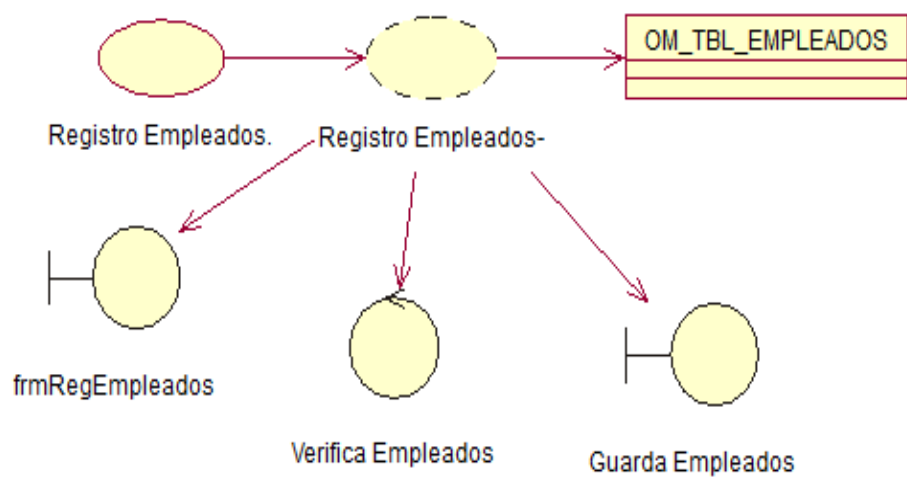 OM_TBL_EMPLEADOS
Registro Empleados.
Registro Empleados-
frmRegEmpleados
Verifica Empleados
Guarda Empleados